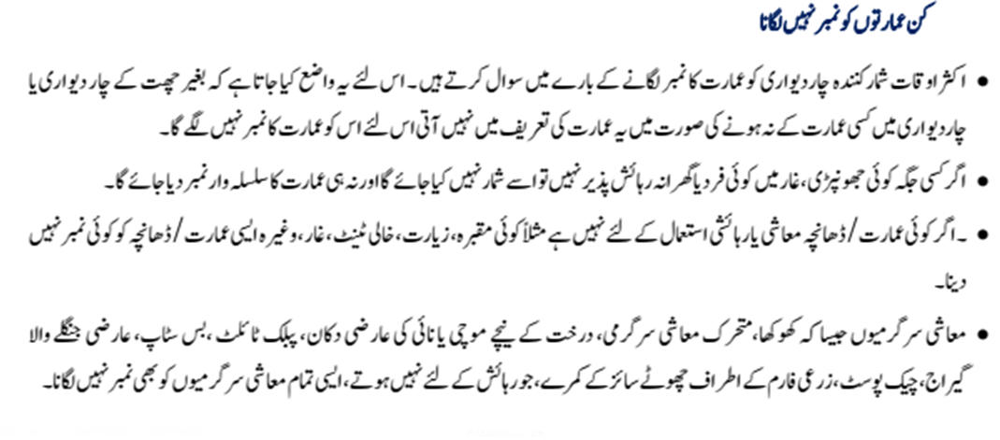 کن عمارتوں کو نمبر نہیں لگانا
• اکثر اوقات شمار کنندہ چار دیواری کو عمارت کا نمبر لگانے کے بارے میں سوال کرتے ہیں۔ اس لئے یہ واضع کیا جاتا ہے کہ بغیر چھت کے چار دیواری یا
چار دیواری میں کسی عمارت کے نہ ہونے کی صورت میں یہ عمارت کی تعریف میں نہیں آتی اس لئے اس کو عمارت کا نمبر نہیں لگے گا۔
• اگر کسی جگہ کوئی جھونپڑی، غار میں کوئی فرد یا گھرانہ رہائش پذیر نہیں تو اسے شمار نہیں کیا جائے گا اور نہ ہی عمارت کا سلسلہ وار نمبر دیا جائے گا۔
• ۔اگر کوئی عمارت / ڈھانچہ معاشی یا رہائشی استعمال کے لئے نہیں ہے مثلاً کوئی مقبرہ، زیارت، خالی ٹینٹ، غار، وغیرہ ایسی عمارت / ڈھانچہ کو کوئی نمبر نہیں
دینا۔
• معاشی سرگرمیوں جیسا کہ کھوکھا، متحرک معاشی سرگرمی، درخت کے نیچے موچی یا نائی کی عارضی دکان، پبلک ٹائلٹ، بس سٹاپ، عارضی جنگلے والا
گیراج، چیک پوسٹ، زرعی فارم کے اطراف چھوٹے سائز کے کمرے، جو رہائش کے لئے نہیں ہوتے، ایسی تمام معاشی سرگرمیوں کو بھی نمبر نہیں لگانا۔